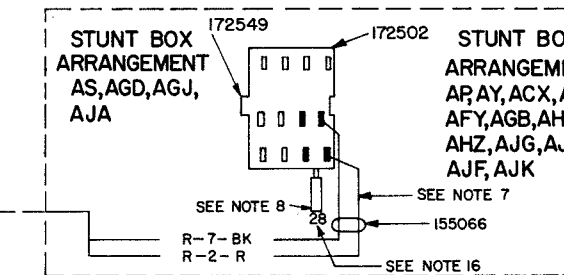 172549
172502
STUNT BOX
ARRANGEMENT
AS,AGD,AGJ,
AJA
STUNT BO
ARRANGEME
AP,AY,ACX,A
AFY,AGB,AH
AHZ,AJG,AJ
AJF,AJK
SEE NOTE 8
28
SEE NOTE 7
155066
R-7-BK
R-2-R
SEE NOTE 16